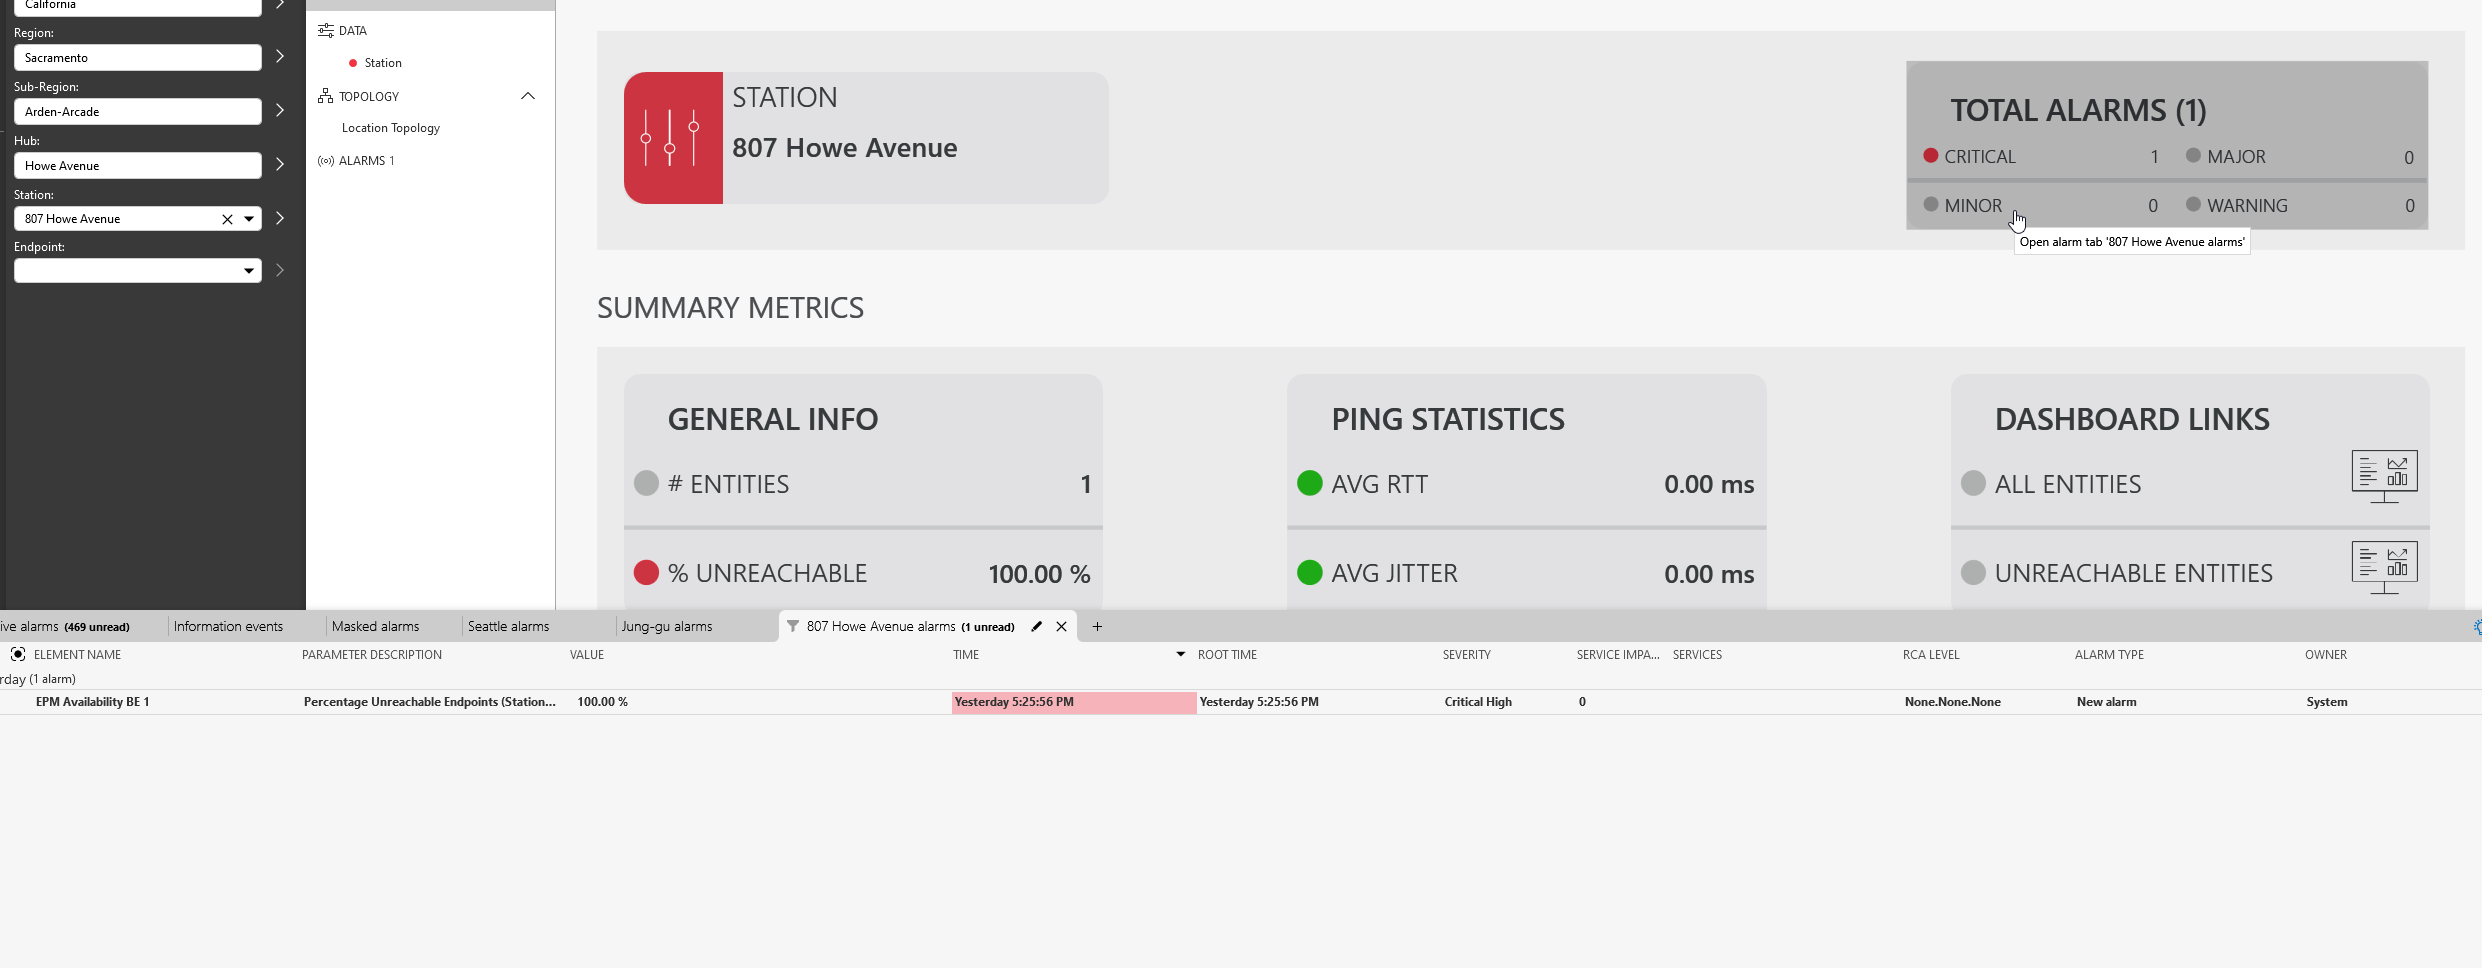 California
Region:
Sacramento
Sub-Region:
Arden-Arcade
Hub:
Howe Avenue
Station:
807 Howe Avenue
Endpoint:
DATA
Station
TOPOLOGY
Location Topology
ALARMS 1
STATION
807 Howe Avenue
TOTAL ALARMS (1)
CRITICAL 1 MAJOR 0
MINOR 0 WARNING 0
Open alarm tab '807 Howe Avenue alarms'
SUMMARY METRICS
GENERAL INFO
# ENTITIES 1
% UNREACHABLE 100.00 %
PING STATISTICS
AVG RTT 0.00 ms
AVG JITTER 0.00 ms
DASHBOARD LINKS
ALL ENTITIES
UNREACHABLE ENTITIES
ive alarms (469 unread) Information events Masked alarms Seattle alarms Jung-gu alarms 807 Howe Avenue alarms (1 unread) +
ELEMENT NAME PARAMETER DESCRIPTION VALUE TIME ROOT TIME SEVERITY SERVICE IMPA... SERVICES RCA LEVEL ALARM TYPE OWNER
rday (1 alarm)
EPM Availability BE 1 Percentage Unreachable Endpoints (Station... 100.00 % Yesterday 5:25:56 PM Yesterday 5:25:56 PM Critical High 0 None.None.None New alarm System